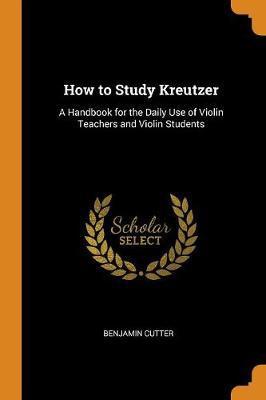 How to Study Kreutzer
A Handbook for the Daily Use of Violin
Teachers and Violin Students
Scholar
SELECT
BENJAMIN CUTTER